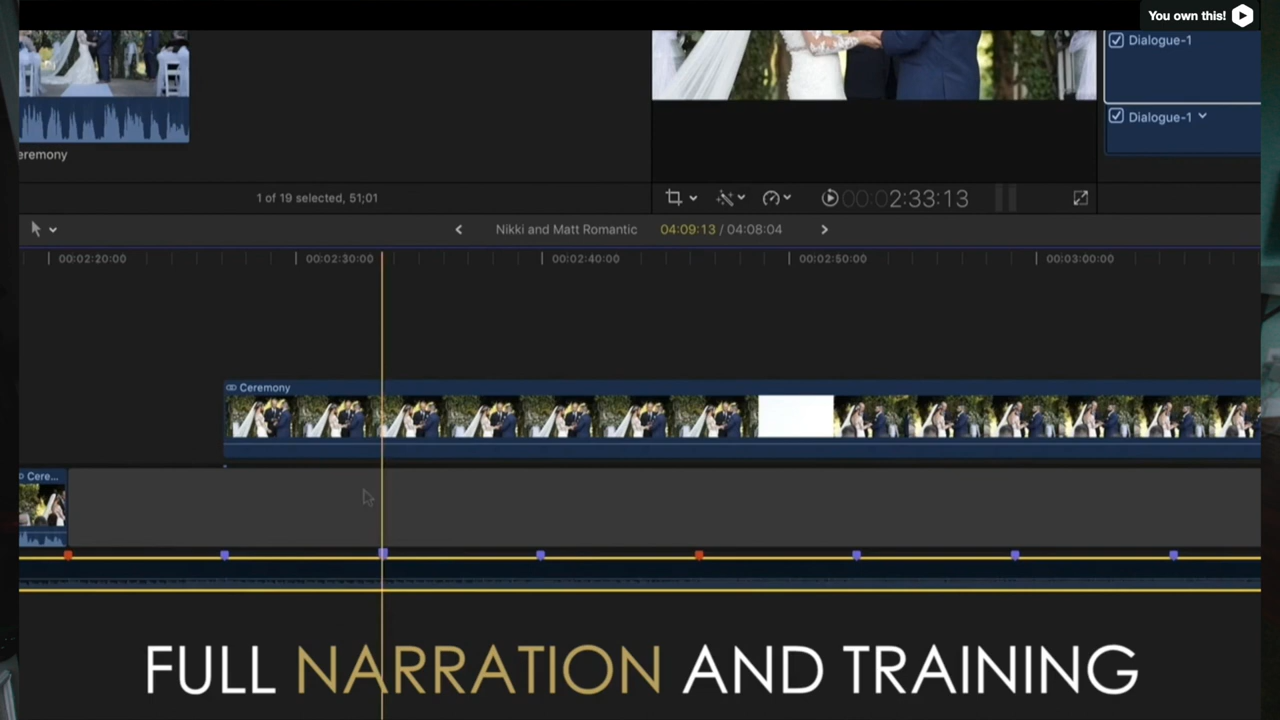 You own this!
Dialogue-1
Dialogue-1
eremony
1 of 19 selected, 51;01
00:02:33:13
Nikki and Matt Romantic 04:09:13 / 04:08:04
00:02:20:00 00:02:30:00 00:02:40:00 00:02:50:00 00:03:00:00
Ceremony
Cere...
FULL NARRATION AND TRAINING